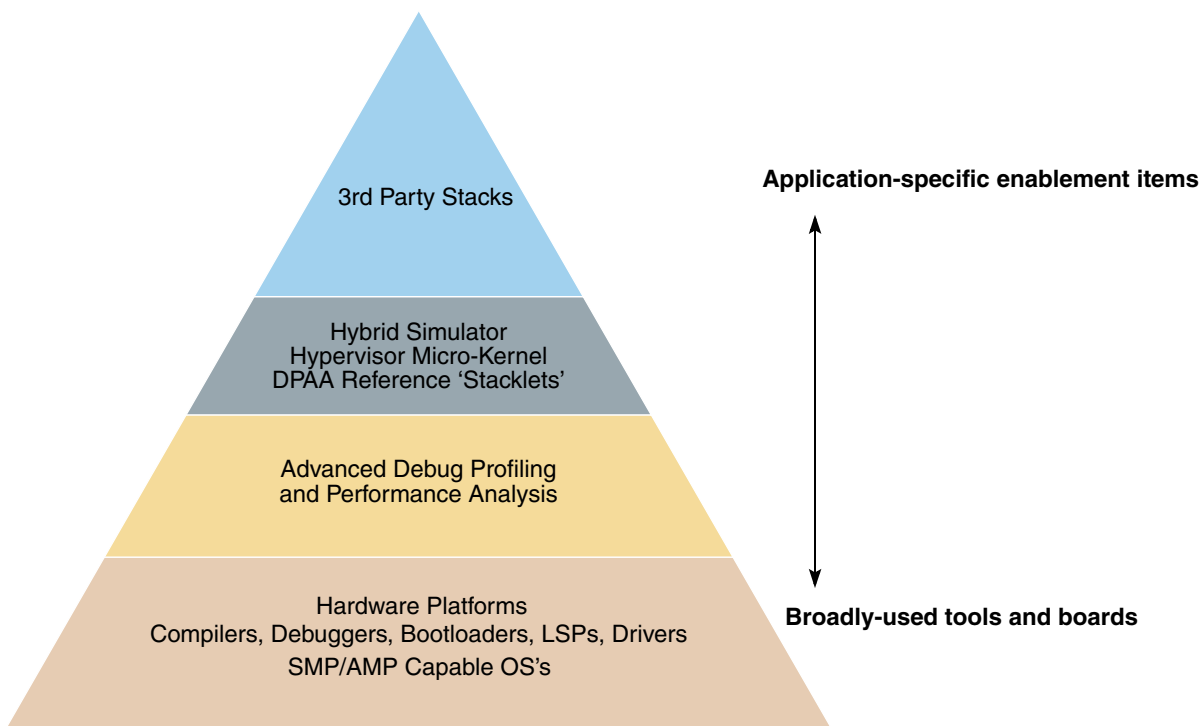 3rd Party Stacks
Application-specific enablement items
Hybrid Simulator
Hypervisor Micro-Kernel
DPAA Reference ‘Stacklets’
Advanced Debug Profiling
and Performance Analysis
Hardware Platforms
Compilers, Debuggers, Bootloaders, LSPs, Drivers
SMP/AMP Capable OS’s
Broadly-used tools and boards